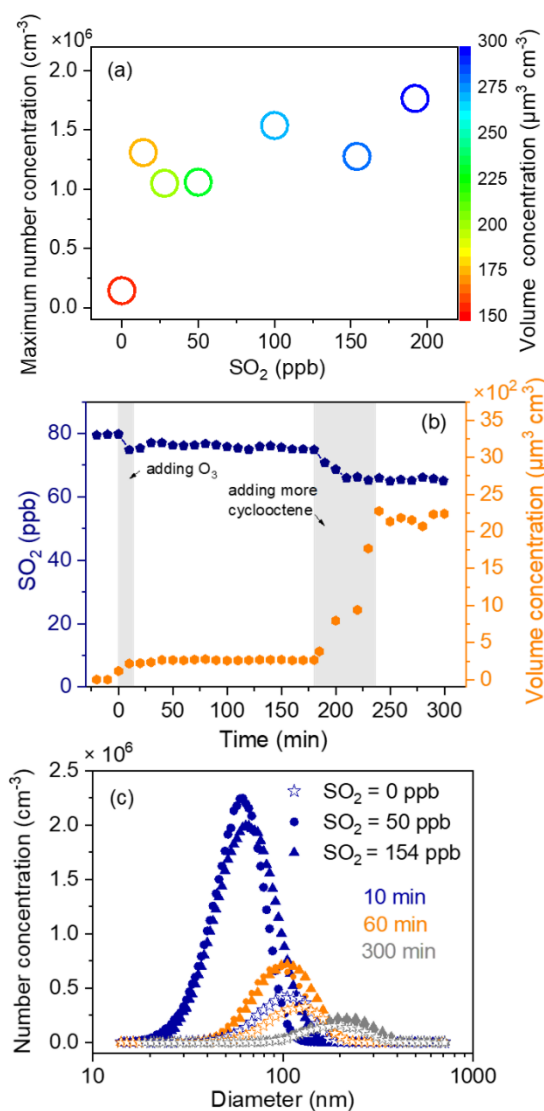 ×10⁶
(a)
Maximum number concentration (cm⁻³)
2.0
1.5
1.0
0.5
0.0
0 50 100 150 200
SO₂ (ppb)
300
275
250
225
200
175
150
Volume concentration (µm³ cm⁻³)
×10² 3
(b)
SO₂ (ppb)
80
60
40
20
0
adding O₃
adding more
cyclooctene
35
30
25
20
15
10
5
0
Volume concentration (µm³ cm⁻³)
0 50 100 150 200 250 300
Time (min)
× 10⁶
(c)
Number concentration (cm⁻³)
2.5
2.0
1.5
1.0
0.5
0.0
SO₂ = 0 ppb
SO₂ = 50 ppb
SO₂ = 154 ppb
10 min
60 min
300 min
10 100 1000
Diameter (nm)